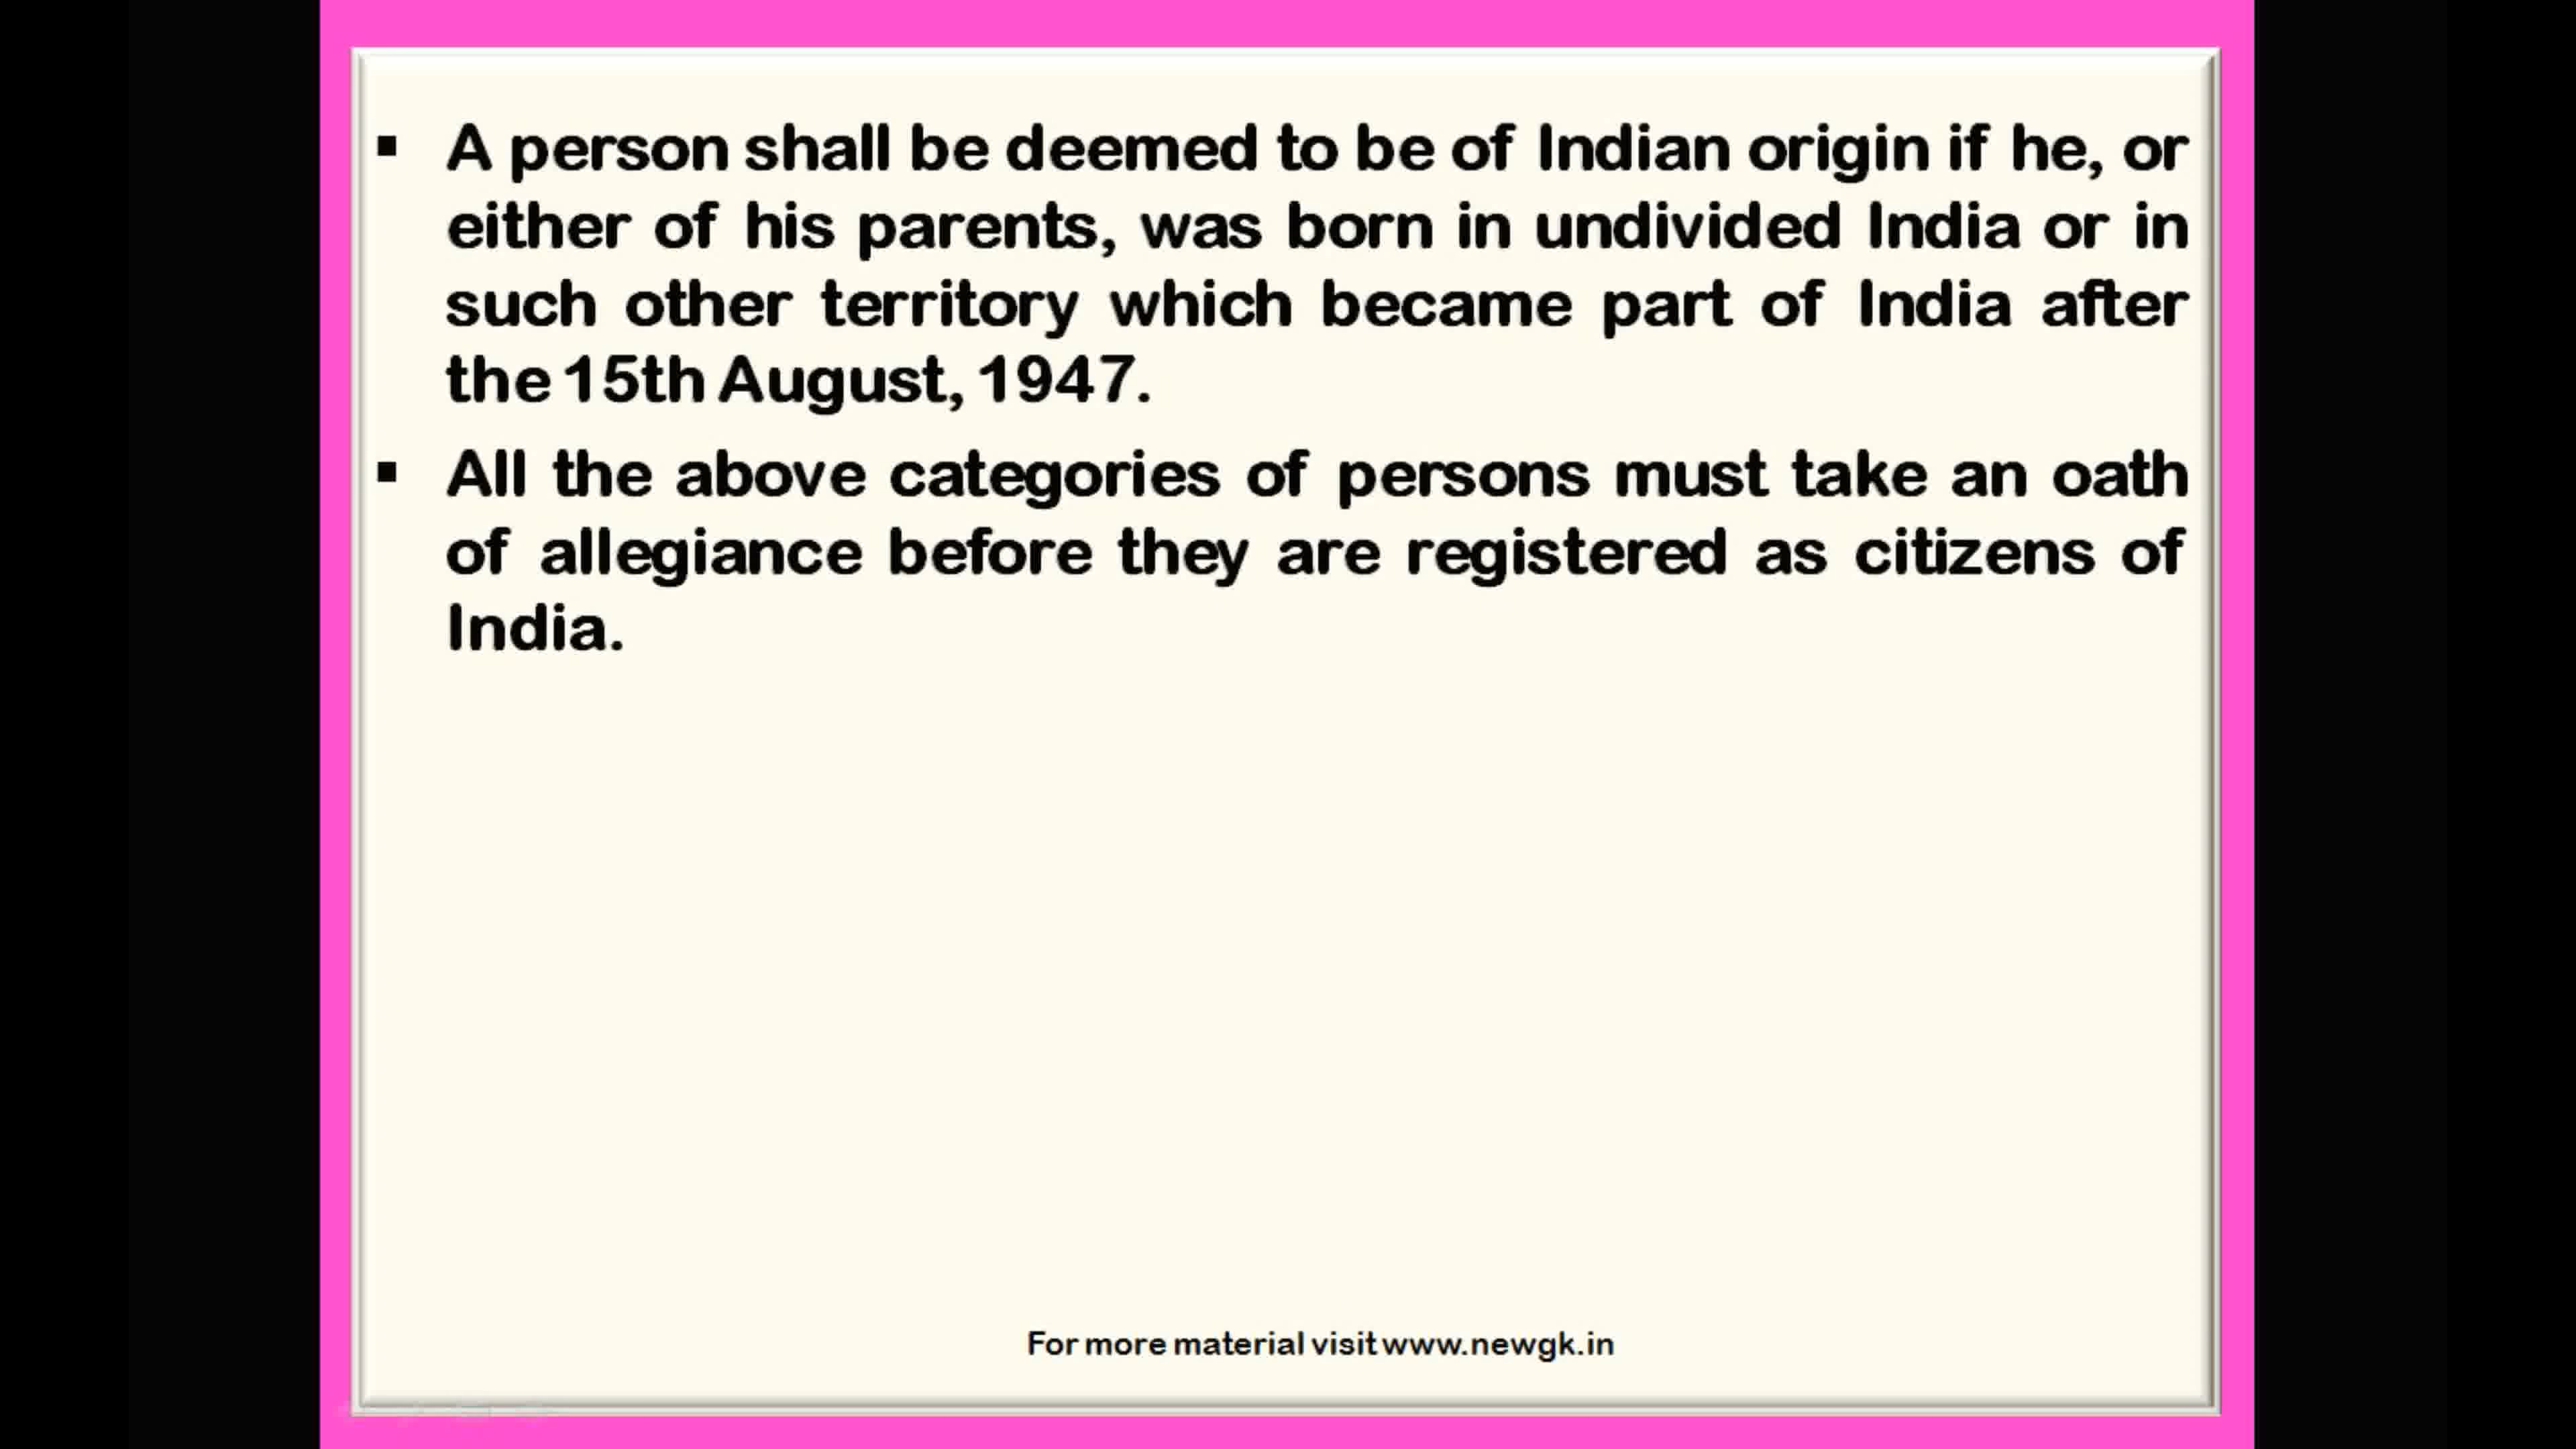 ▪ A person shall be deemed to be of Indian origin if he, or
either of his parents, was born in undivided India or in
such other territory which became part of India after
the 15th August, 1947.
▪ All the above categories of persons must take an oath
of allegiance before they are registered as citizens of
India.
For more material visit www.newgk.in